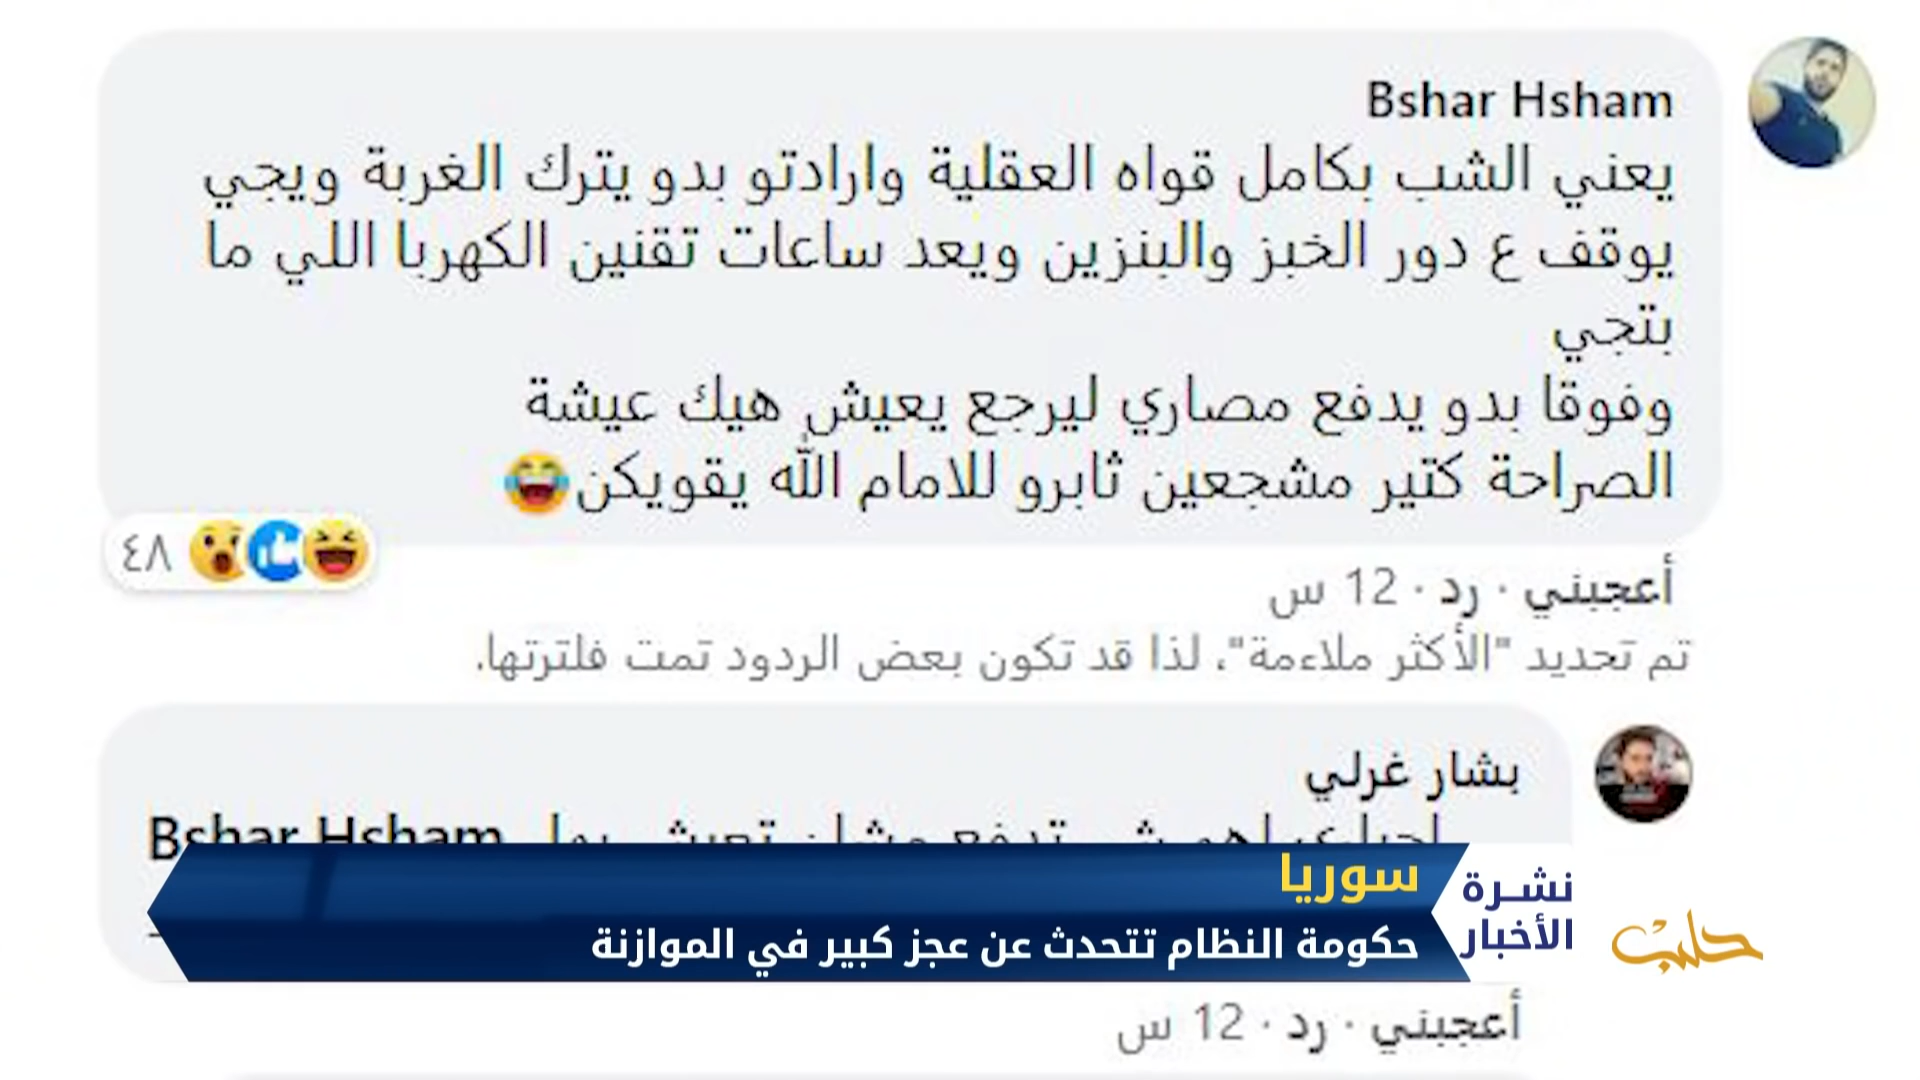 Bshar Hsham
يعني الشب بكامل قواه العقلية وارادتو بدو يترك الغربة ويجي
يوقف ع دور الخبز والبنزين ويعد ساعات تقنين الكهربا اللي ما
بتجي
وفوقا بدو يدفع مصاري ليرجع يعيش هيك عيشة
الصراحة كتير مشجعين ثابرو للامام الله يقويكن😂
٤٨
أعجبني · رد · 12 س
تم تحديد "الأكثر ملاءمة"، لذا قد تكون بعض الردود تمت فلترتها.
بشار غرلي
Bshar Hsham
سوريا
حكومة النظام تتحدث عن عجز كبير في الموازنة
نشرة
الأخبار
حلب
أعجبني · رد · 12 س